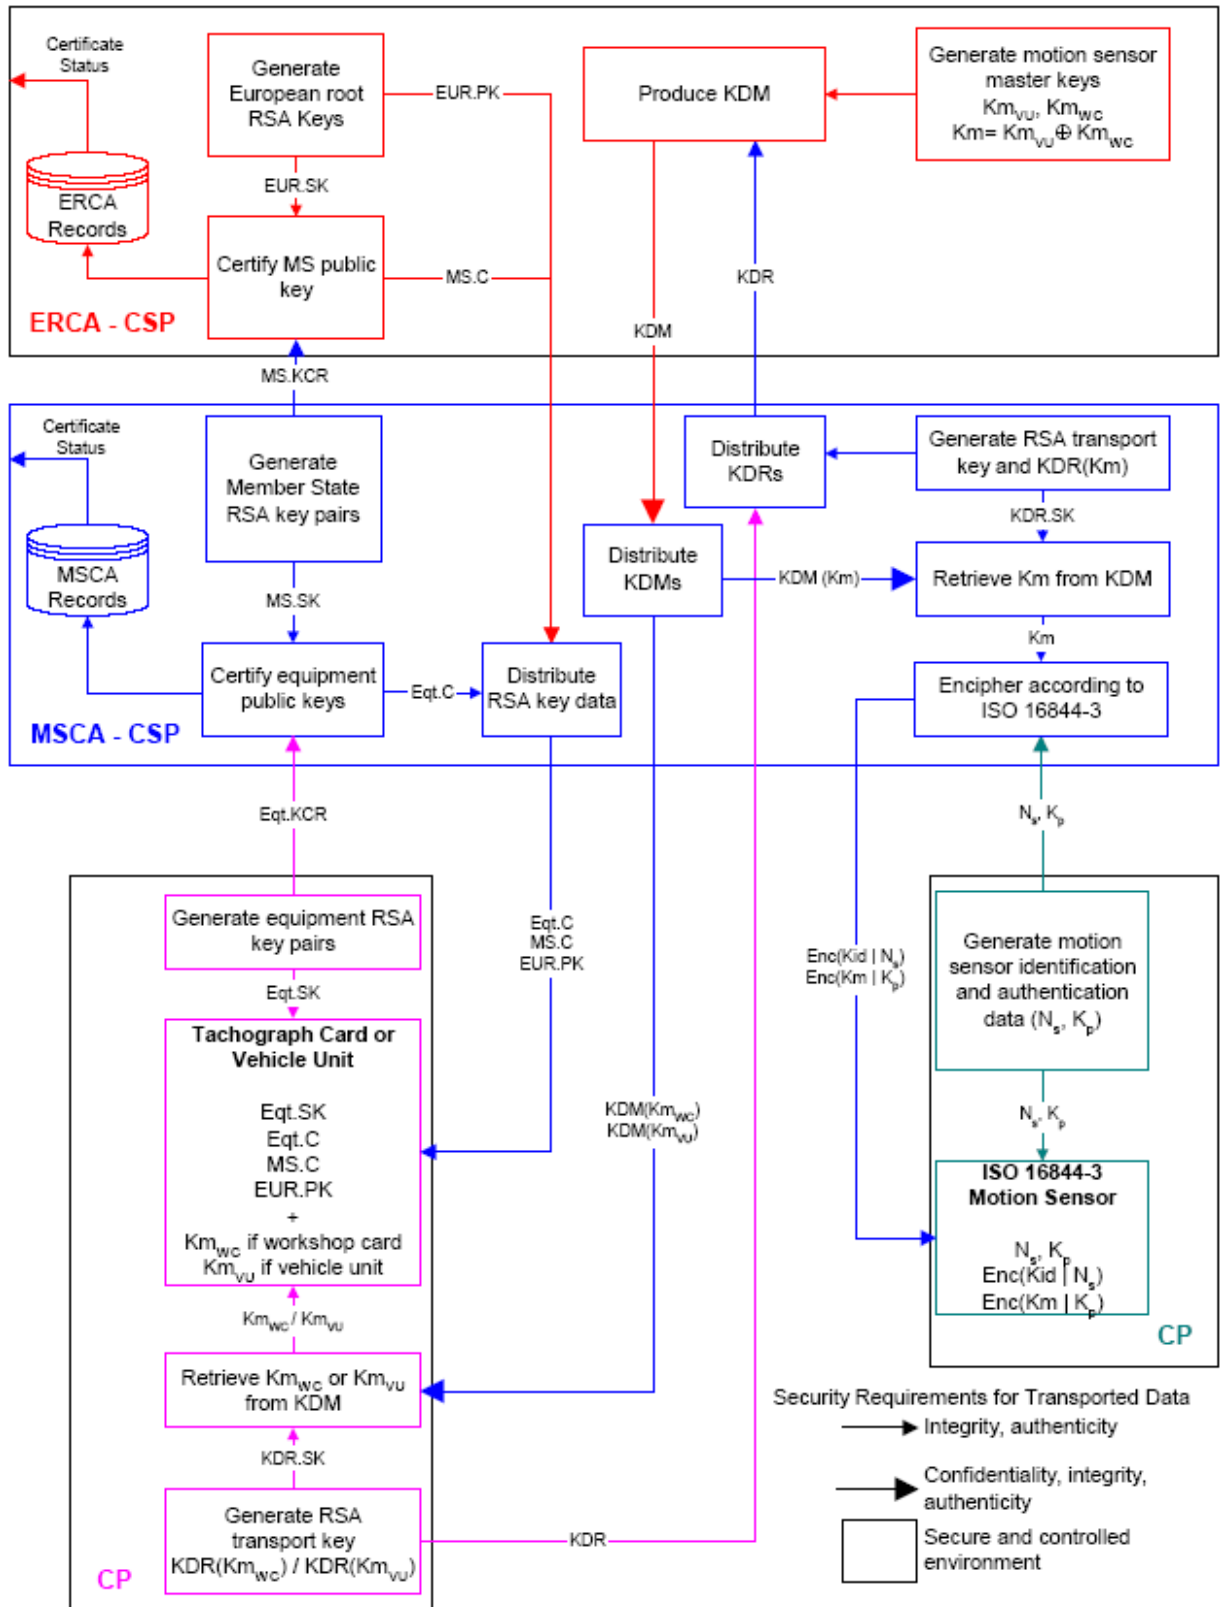 Certificate
Status
Generate
European root
RSA Keys
EUR.PK
Produce KDM
Generate motion sensor
master keys
Km_VU, Km_WC
Km= Km_VU ⊕ Km_WC
EUR.SK
ERCA
Records
Certify MS public
key
MS.C
KDR
KDM
ERCA - CSP
MS.KCR
Certificate
Status
Generate
Member State
RSA key pairs
Distribute
KDRs
Generate RSA transport
key and KDR(Km)
KDR.SK
MSCA
Records
Distribute
KDMs
KDM (Km)
Retrieve Km from KDM
MS.SK
Km
Certify equipment
public keys
Eqt.C
Distribute
RSA key data
Encipher according to
ISO 16844-3
MSCA - CSP
Eqt.KCR
N_s, K_p
Generate equipment RSA
key pairs
Eqt.C
MS.C
EUR.PK
Enc(Kid | N_s)
Enc(Km | K_p)
Generate motion
sensor identification
and authentication
data (N_s, K_p)
Eqt.SK
Tachograph Card or
Vehicle Unit
Eqt.SK
Eqt.C
MS.C
EUR.PK
+
Km_WC if workshop card
Km_VU if vehicle unit
KDM(Km_WC)
KDM(Km_VU)
N_s, K_p
ISO 16844-3
Motion Sensor
N_s, K_p
Enc(Kid | N_s)
Enc(Km | K_p)
CP
Km_WC / Km_VU
Retrieve Km_WC or Km_VU
from KDM
KDR.SK
Generate RSA
transport key
KDR(Km_WC) / KDR(Km_VU)
KDR
CP
Security Requirements for Transported Data
Integrity, authenticity
Confidentiality, integrity,
authenticity
Secure and controlled
environment